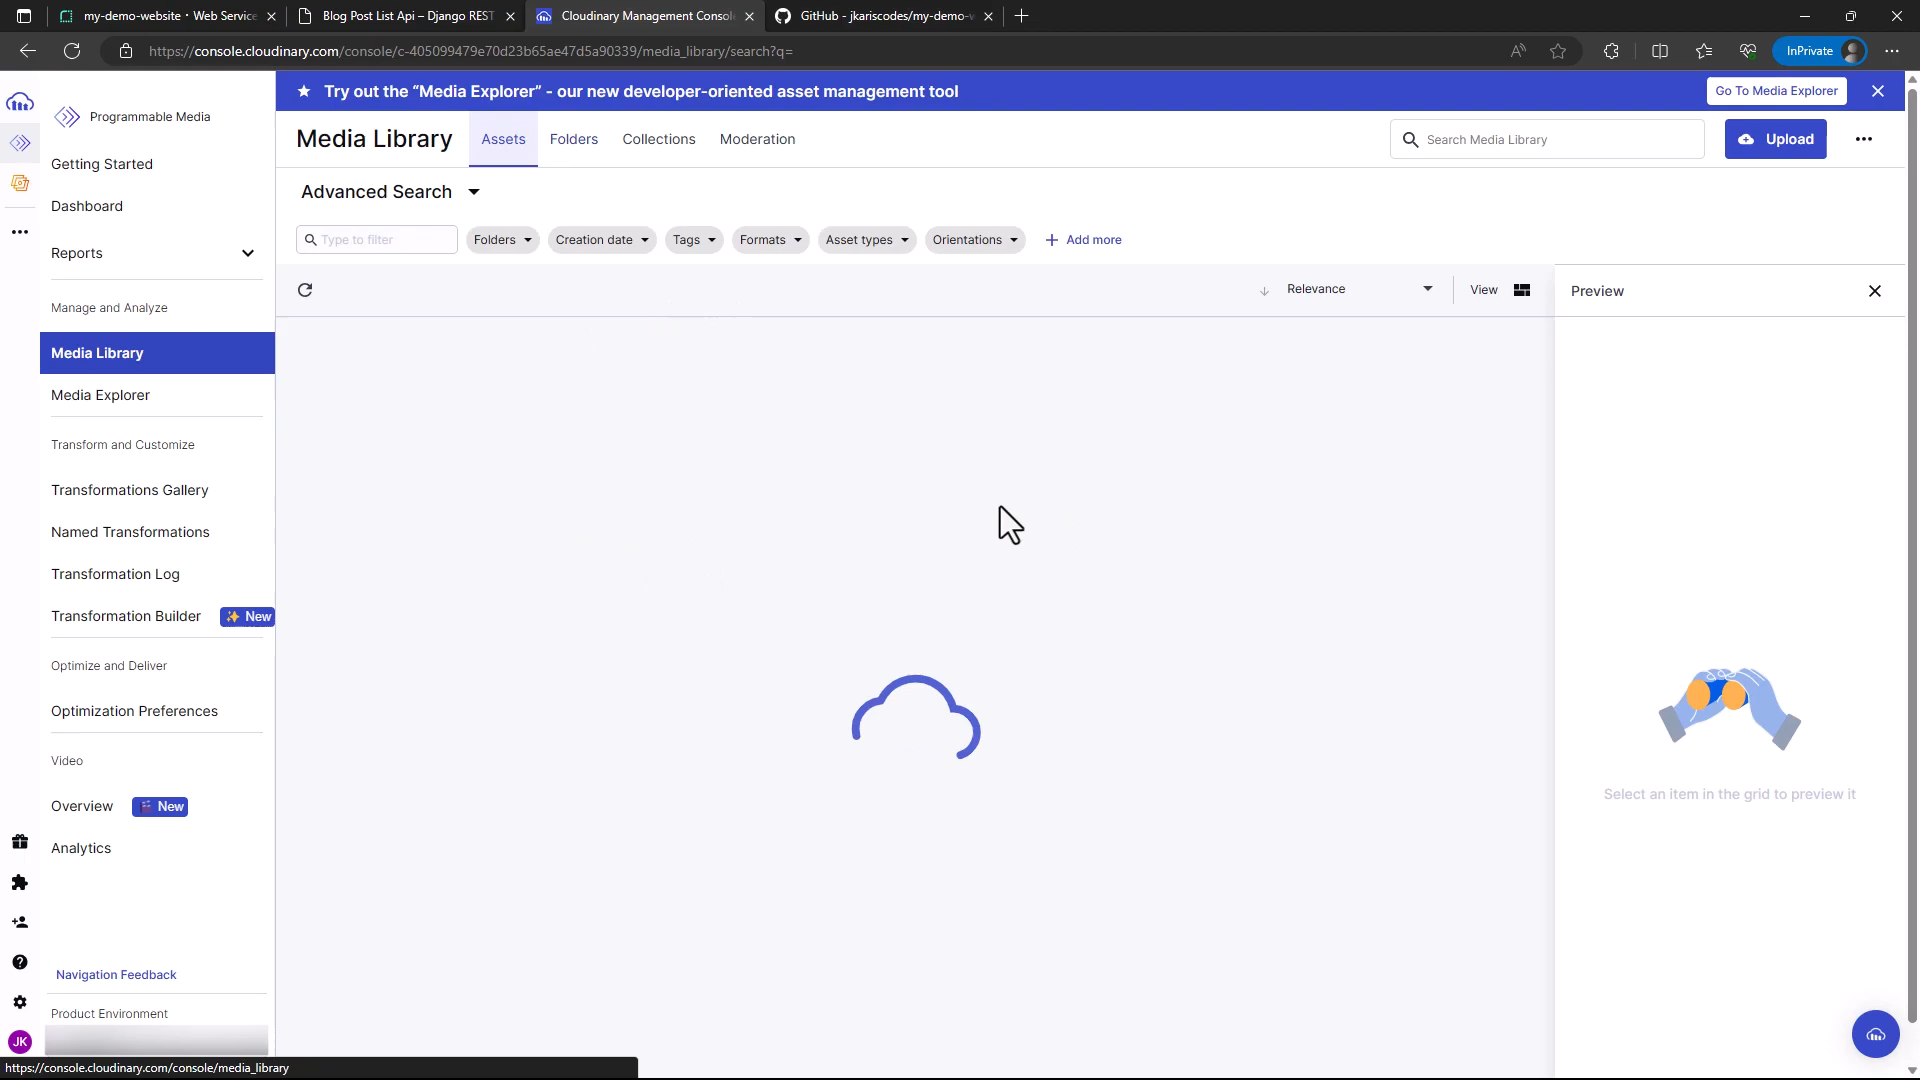 my-demo-website · Web Service
Blog Post List Api – Django REST
Cloudinary Management Consol
GitHub - jkariscodes/my-demo-w
https://console.cloudinary.com/console/c-405099479e70d23b65ae47d5a90339/media_library/search?q=
InPrivate
Try out the “Media Explorer” - our new developer-oriented asset management tool
Go To Media Explorer
Programmable Media
Getting Started
Dashboard
Reports
Manage and Analyze
Media Library
Media Explorer
Transform and Customize
Transformations Gallery
Named Transformations
Transformation Log
Transformation Builder
New
Optimize and Deliver
Optimization Preferences
Video
Overview
New
Analytics
Navigation Feedback
Product Environment
JK
Media Library
Assets
Folders
Collections
Moderation
Search Media Library
Upload
Advanced Search
Type to filter
Folders
Creation date
Tags
Formats
Asset types
Orientations
Add more
Relevance
View
Preview
Select an item in the grid to preview it
https://console.cloudinary.com/console/media_library